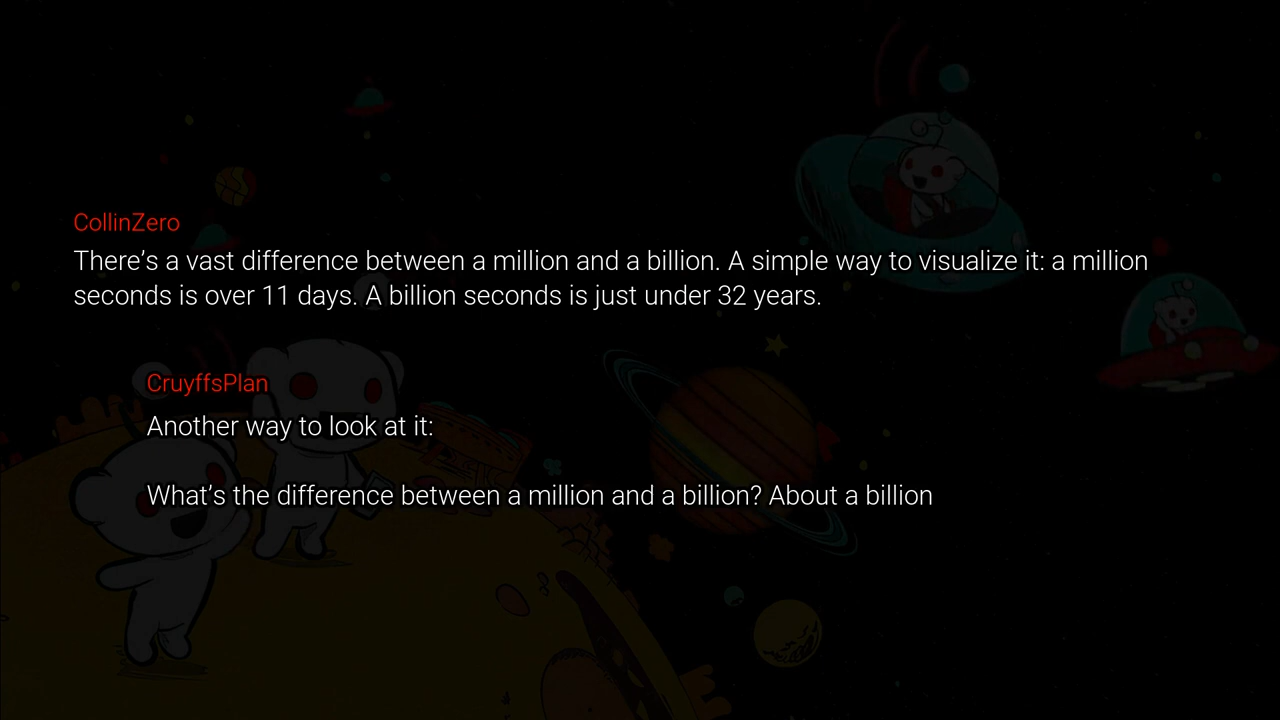 CollinZero
There’s a vast difference between a million and a billion. A simple way to visualize it: a million
seconds is over 11 days. A billion seconds is just under 32 years.
CruyffsPlan
Another way to look at it:
What’s the difference between a million and a billion? About a billion